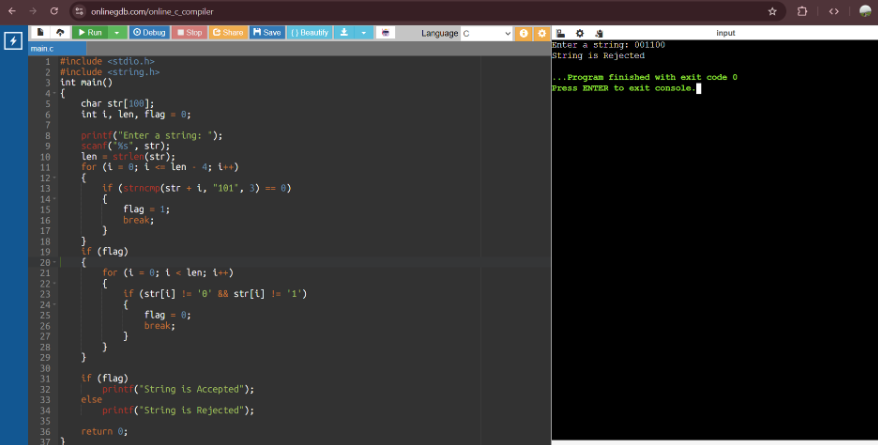 onlinegdb.com/online_c_compiler
Run Debug Stop Share Save { } Beautify Language C
input
main.c
1 #include <stdio.h>
2 #include <string.h>
3 int main()
4 {
5 char str[100];
6 int i, len, flag = 0;
7
8 printf("Enter a string: ");
9 scanf("%s", str);
10 len = strlen(str);
11 for (i = 0; i <= len - 4; i++)
12 {
13 if (strncmp(str + i, "101", 3) == 0)
14 {
15 flag = 1;
16 break;
17 }
18 }
19 if (flag)
20 {
21 for (i = 0; i < len; i++)
22 {
23 if (str[i] != '0' && str[i] != '1')
24 {
25 flag = 0;
26 break;
27 }
28 }
29 }
30
31 if (flag)
32 printf("String is Accepted");
33 else
34 printf("String is Rejected");
35
36 return 0;
37 }
Enter a string: 001100
String is Rejected
...Program finished with exit code 0
Press ENTER to exit console.